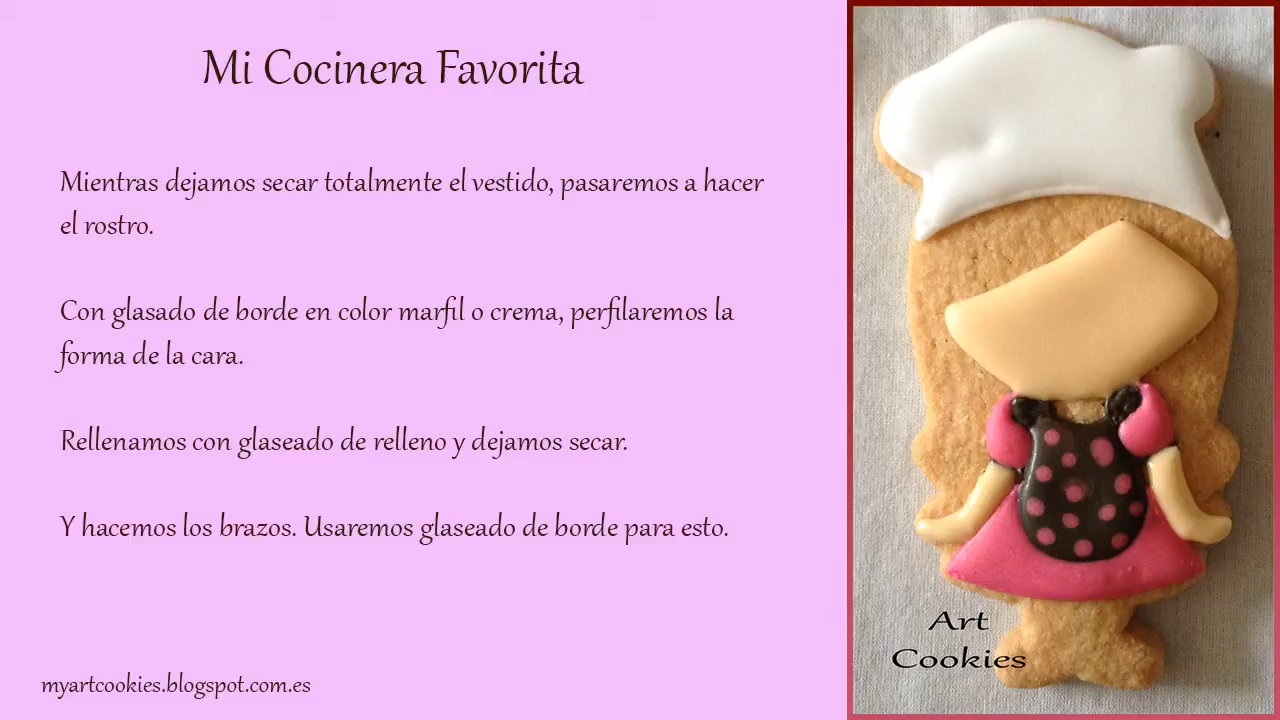 Mi Cocinera Favorita
Mientras dejamos secar totalmente el vestido, pasaremos a hacer
el rostro.
Con glasado de borde en color marfil o crema, perfilaremos la
forma de la cara.
Rellenamos con glaseado de relleno y dejamos secar.
Y hacemos los brazos. Usaremos glaseado de borde para esto.
myartcookies.blogspot.com.es
Art
Cookies